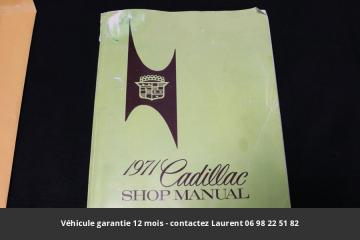 1971 Cadillac
SHOP MANUAL
Véhicule garantie 12 mois - contactez Laurent 06 98 22 51 82